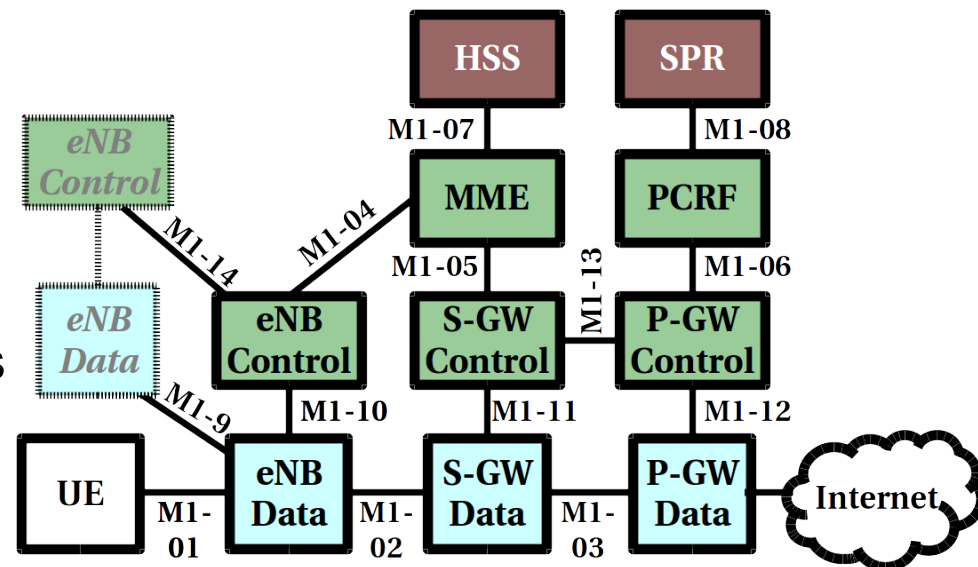 HSS
SPR
M1-07
M1-08
eNB
Control
MME
PCRF
M1-14
M1-04
M1-05
M1-13
M1-06
eNB
Data
eNB
Control
S-GW
Control
P-GW
Control
s
M1-9
M1-10
M1-11
M1-12
UE
eNB
Data
S-GW
Data
P-GW
Data
Internet
M1-
01
M1-
02
M1-
03